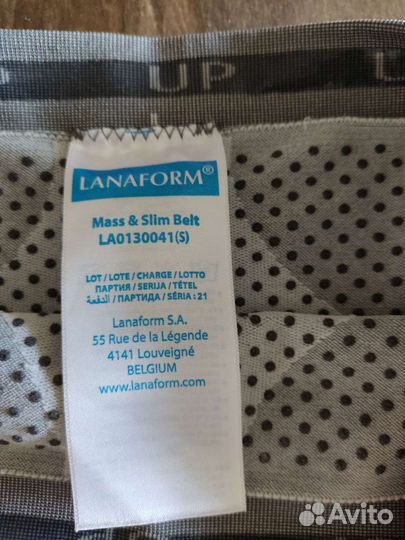 UP
LANAFORM®
Mass & Slim Belt
LA0130041(S)
LOT / LOTE / CHARGE / LOTTO
ПАРТИЯ / SERIJA / TÉTEL
الدفعة / ПАРТИДА / SÉRIA : 21
Lanaform S.A.
55 Rue de la Légende
4141 Louveigné
BELGIUM
www.lanaform.com
Avito